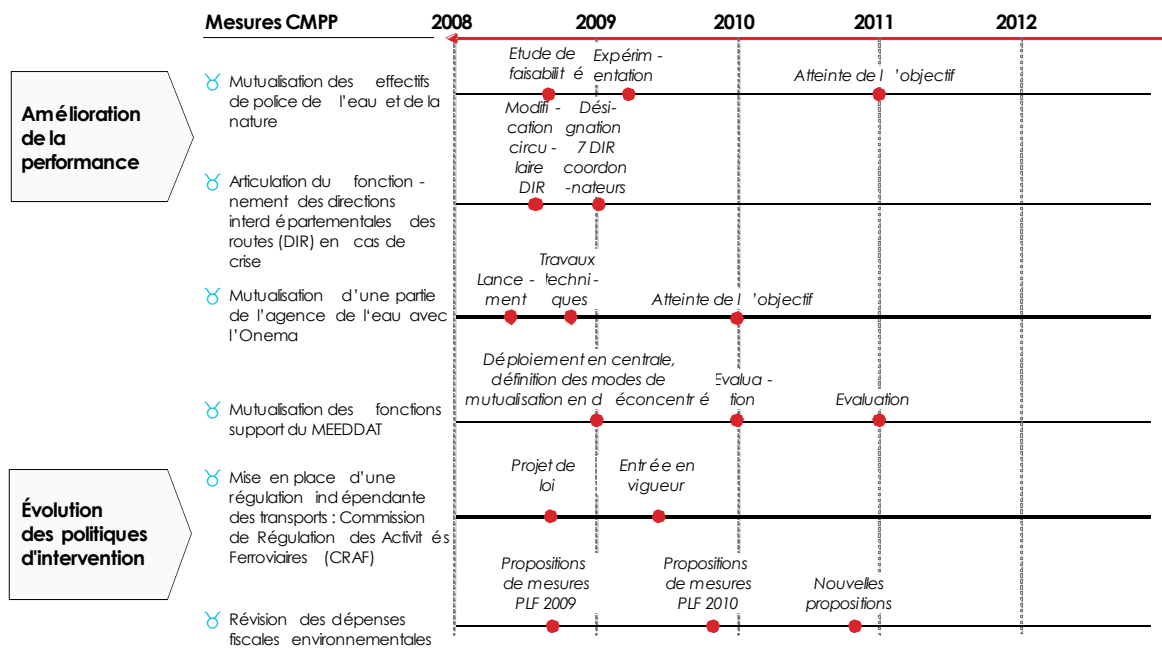 Mesures CMPP
2008
2009
2010
2011
2012
Amélioration
de la
performance
Mutualisation des effectifs
de police de l'eau et de la
nature
Etude de
faisabilité
Expérim -
entation
Atteinte de l'objectif
Articulation du fonction -
nement des directions
interdépartementales des
routes (DIR) en cas de
crise
Modifi -
cation
circu -
laire
DIR
Dési-
gnation
7 DIR
coordon
-nateurs
Mutualisation d'une partie
de l'agence de l'eau avec
l'Onema
Lance -
ment
Travaux
techni-
ques
Atteinte de l'objectif
Mutualisation des fonctions
support du MEEDDAT
Déploiement en centrale,
définition des modes de
mutualisation en déconcentré
Evalua -
tion
Evaluation
Évolution
des politiques
d'intervention
Mise en place d'une
régulation indépendante
des transports : Commission
de Régulation des Activités
Ferroviaires (CRAF)
Projet de
loi
Entrée en
vigueur
Révision des dépenses
fiscales environnementales
Propositions
de mesures
PLF 2009
Propositions
de mesures
PLF 2010
Nouvelles
propositions